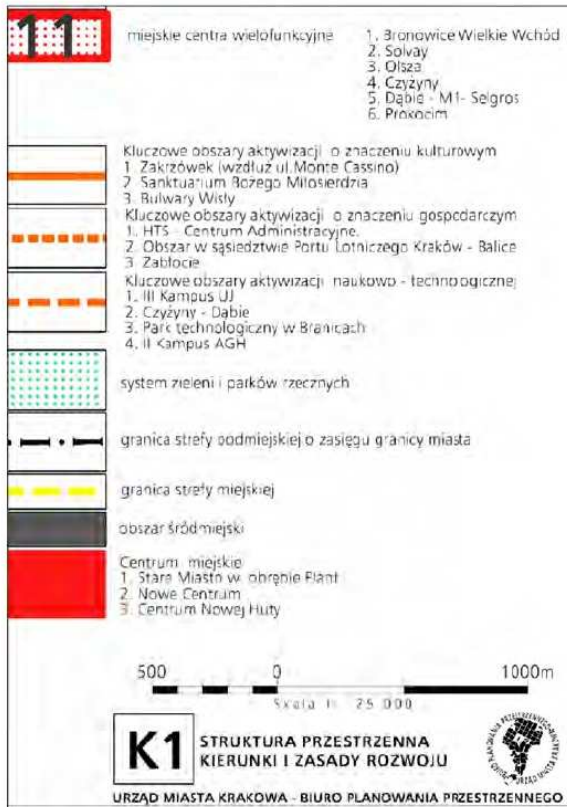 11
miejskie centra wielofunkcyjne
1. Bronowice Wielkie Wchód
2. Solvay
3. Olsza
4. Czyżyny
5. Dąbie - M1- Selgros
6. Prokocim
Kluczowe obszary aktywizacji o znaczeniu kulturowym
1 Zakrzówek (wzdłuż ul.Monte Cassino)
2 Sanktuarium Bożego Miłosierdzia
3. Bulwary Wisły
Kluczowe obszary aktywizacji o znaczeniu gospodarczym
1. HTS - Centrum Administracyjne.
2. Obszar w sąsiedztwie Portu Lotniczego Kraków - Balice
3 Zabłocie
Kluczowe obszary aktywizacji naukowo - technologicznej
1. III Kampus UJ
2. Czyżyny - Dąbie
3. Park technologiczny w Branicach
4. II Kampus AGH
system zieleni i parków rzecznych
granica strefy podmiejskiej o zasięgu granicy miasta
granica strefy miejskiej
obszar śródmiejski
Centrum miejskie
1. Stare Miasto w obrębie Plant
2. Nowe Centrum
3. Centrum Nowej Huty
500 0 1000m
Skala 1: 25 000
K1
STRUKTURA PRZESTRZENNA
KIERUNKI I ZASADY ROZWOJU
URZĄD MIASTA KRAKOWA - BIURO PLANOWANIA PRZESTRZENNEGO